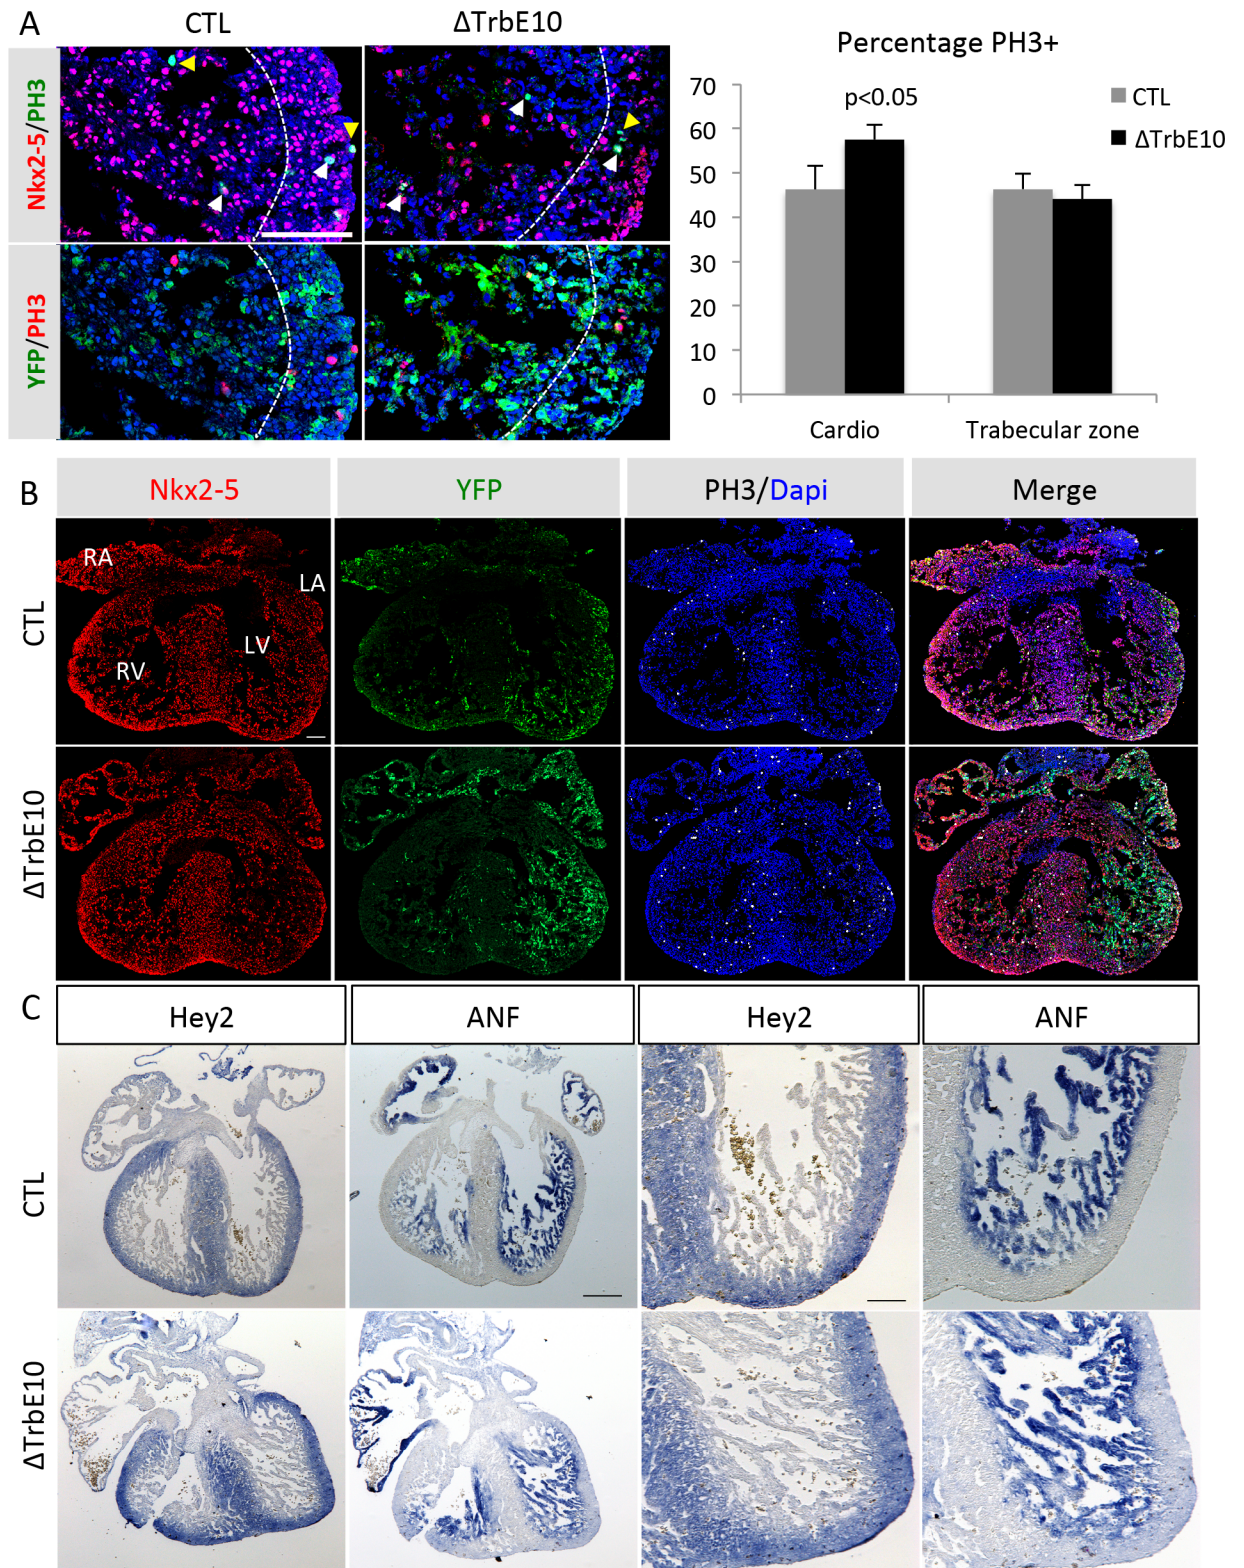 A
CTL
ΔTrbE10
Nkx2-5/PH3
YFP/PH3
Percentage PH3+
70
60
50
40
30
20
10
0
p<0.05
CTL
ΔTrbE10
Cardio
Trabecular zone
B
Nkx2-5
YFP
PH3/Dapi
Merge
CTL
RA
LA
LV
RV
ΔTrbE10
C
Hey2
ANF
Hey2
ANF
CTL
ΔTrbE10